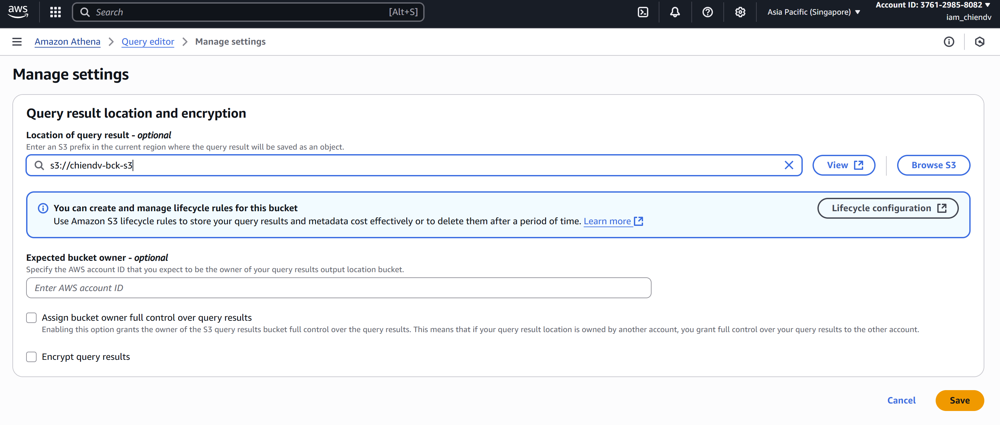 aws
Search
[Alt+S]
Asia Pacific (Singapore)
Account ID: 3761-2985-8082
iam_chiendv
Amazon Athena
Query editor
Manage settings
Manage settings
Query result location and encryption
Location of query result - optional
Enter an S3 prefix in the current region where the query result will be saved as an object.
s3://chiendv-bck-s3
View
Browse S3
You can create and manage lifecycle rules for this bucket
Use Amazon S3 lifecycle rules to store your query results and metadata cost effectively or to delete them after a period of time. Learn more
Lifecycle configuration
Expected bucket owner - optional
Specify the AWS account ID that you expect to be the owner of your query results output location bucket.
Enter AWS account ID
Assign bucket owner full control over query results
Enabling this option grants the owner of the S3 query results bucket full control over the query results. This means that if your query result location is owned by another account, you grant full control over your query results to the other account.
Encrypt query results
Cancel
Save